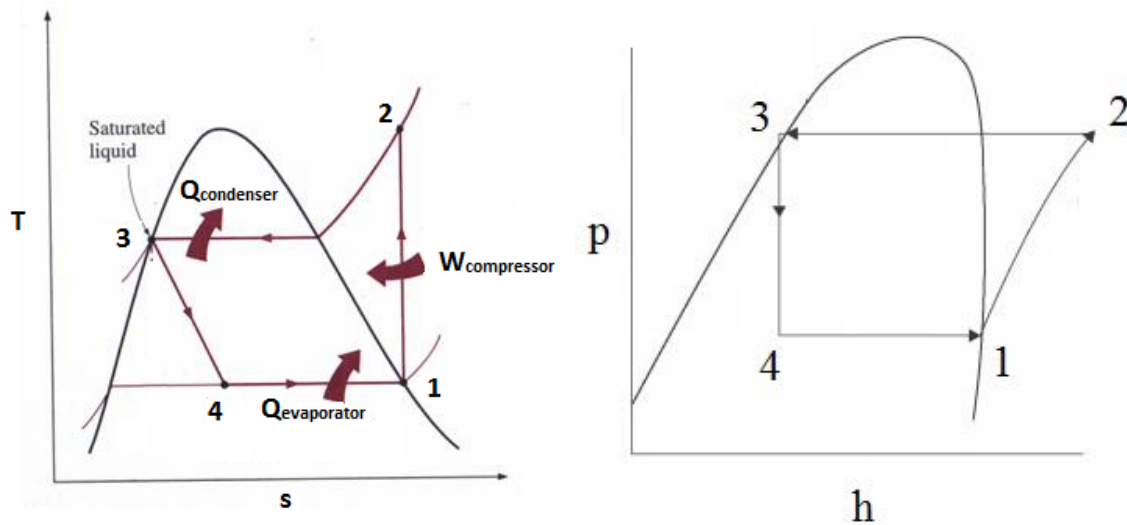 T
Saturated
liquid
Qcondenser
2
3
Wcompressor
4
Qevaporator
1
s
p
3
2
4
1
h